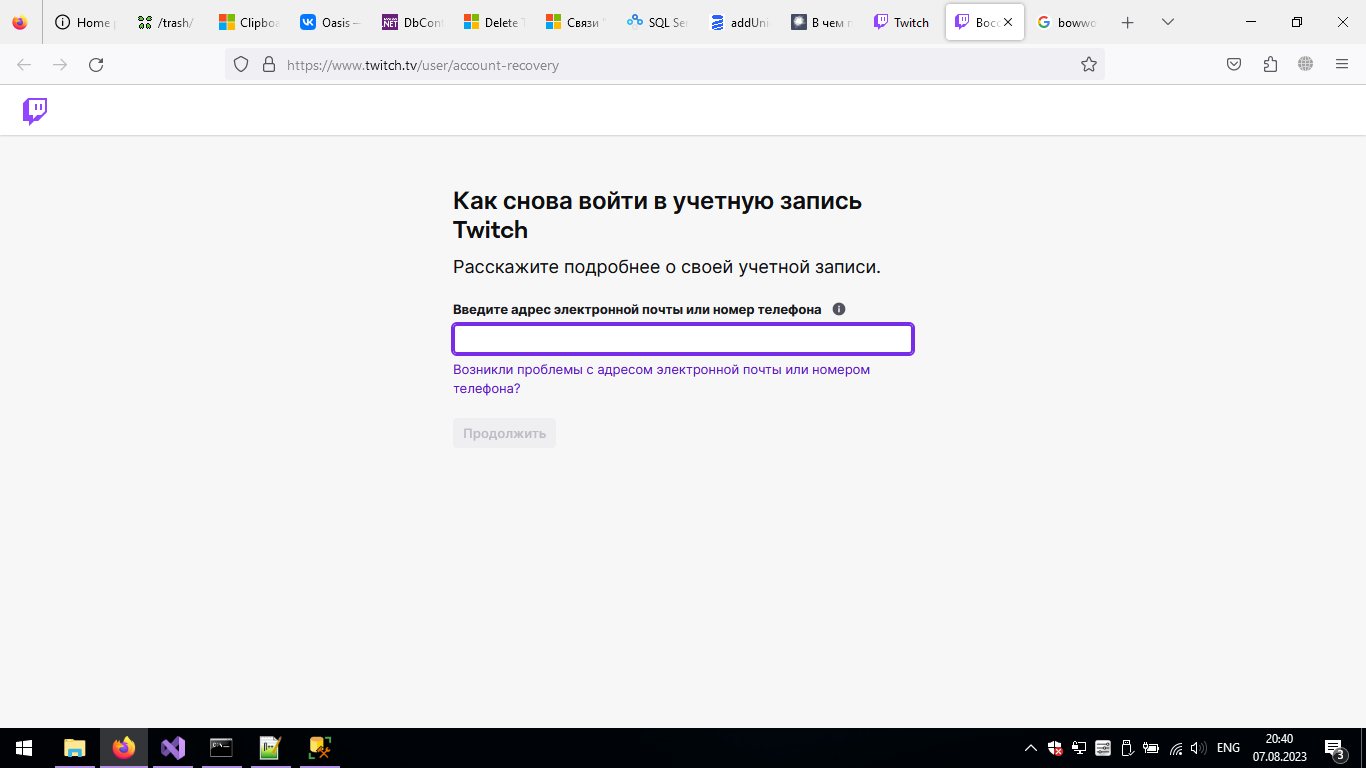 Home p
/trash/
Clipboa
Oasis —
DbCont
Delete T
Связи "
SQL Se
addUni
В чем п
Twitch
Восс
bowwo
https://www.twitch.tv/user/account-recovery
Как снова войти в учетную запись
Twitch
Расскажите подробнее о своей учетной записи.
Введите адрес электронной почты или номер телефона
Возникли проблемы с адресом электронной почты или номером
телефона?
Продолжить
ENG
20:40
07.08.2023
3